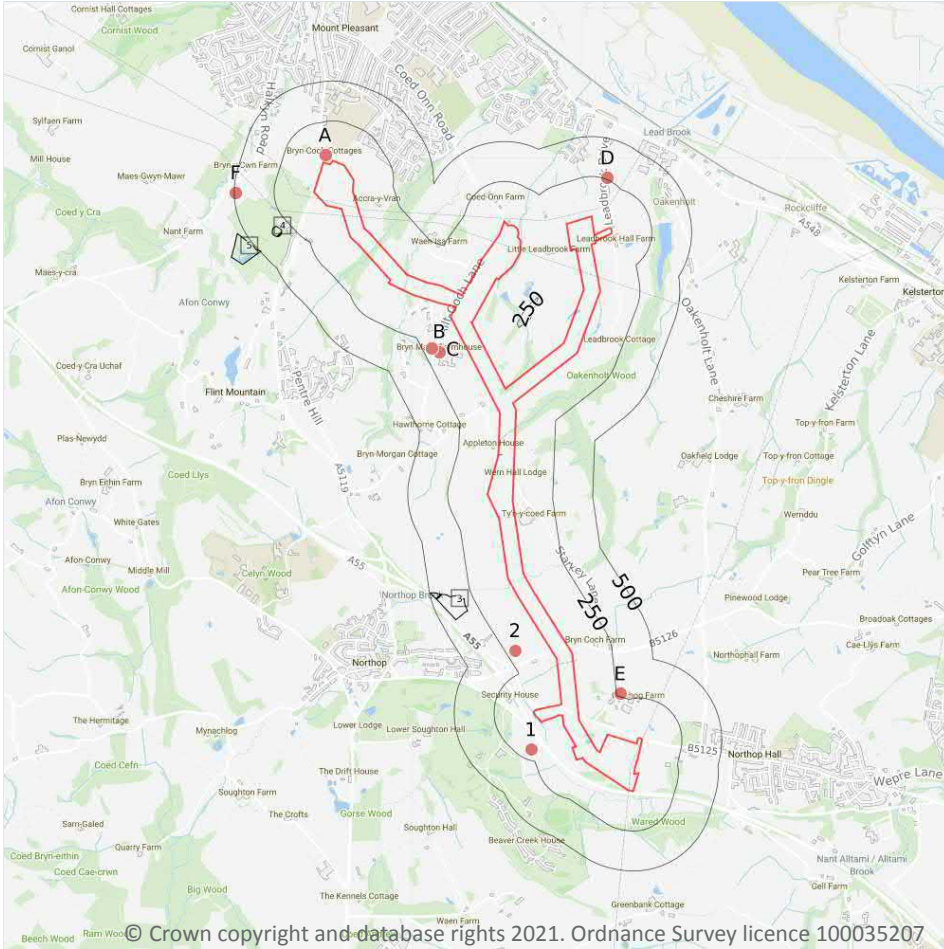 Cornist Hall Cottages
Cornist Wood
Mount Pleasant
Cornist Ganol
Halkyn Road
Coed Onn Road
Sylfaen Farm
Mill House
Lead Brook
A
Bryn Coch Cottages
D
Maes-Gwyn-Mawr
F
Accra-y-Vran
Coed Onn Farm
Oakenholt
Rockcliffe
Coed y Cra
Nant Farm
4
5
A548
Waen Isa Farm
Little Leadbrook Farm
Leadbrook Hall Farm
Maes-y-cra
Kelsterton Farm
Kelsterton
Afon Conwy
250
Oakenholt Lane
B
C
Leadbrook Cottage
Kelsterton Lane
Coed-y-Cra Uchaf
Oakenholt Wood
Flint Mountain
Pentre Hill
Cheshire Farm
Hawthorne Cottage
Top-y-fron Farm
Plas-Newydd
Appleton House
Bryn-Morgan Cottage
Oakfield Lodge
Top-y-fron Cottage
Coed Llys
A5119
Wern Hall Lodge
Bryn Eithin Farm
Top-y-fron Dingle
Afon Conwy
White Gates
Ty'n-y-coed Farm
Wernddu
Golftyn Lane
Afon-Conwy
Middle Mill
A55
Starkey Lane
Celyn Wood
Pear Tree Farm
Afon-Conwy Wood
500
250
3
Pinewood Lodge
Broadoak Cottages
A55
2
Bryn Coch Farm
B5126
Cae-Llys Farm
Northop
Northophall Farm
E
Security House
The Hermitage
Mynachlog
Lower Lodge
Lower Soughton Hall
1
B5125
Northop Hall
Coed Cefn
The Drift House
Wepre Lane
Soughton Farm
Gorse Wood
The Crofts
Sarn-Galed
Soughton Hall
Wared Wood
Quarry Farm
Beaver Creek House
Coed Bryn-eithin
Nant Alltami / Alltami
Brook
Coed Cae-crwn
Big Wood
Gell Farm
The Kennels Cottage
Greenbank Cottage
Waen Farm
Beech Wood
© Crown copyright and database rights 2021. Ordnance Survey licence 100035207